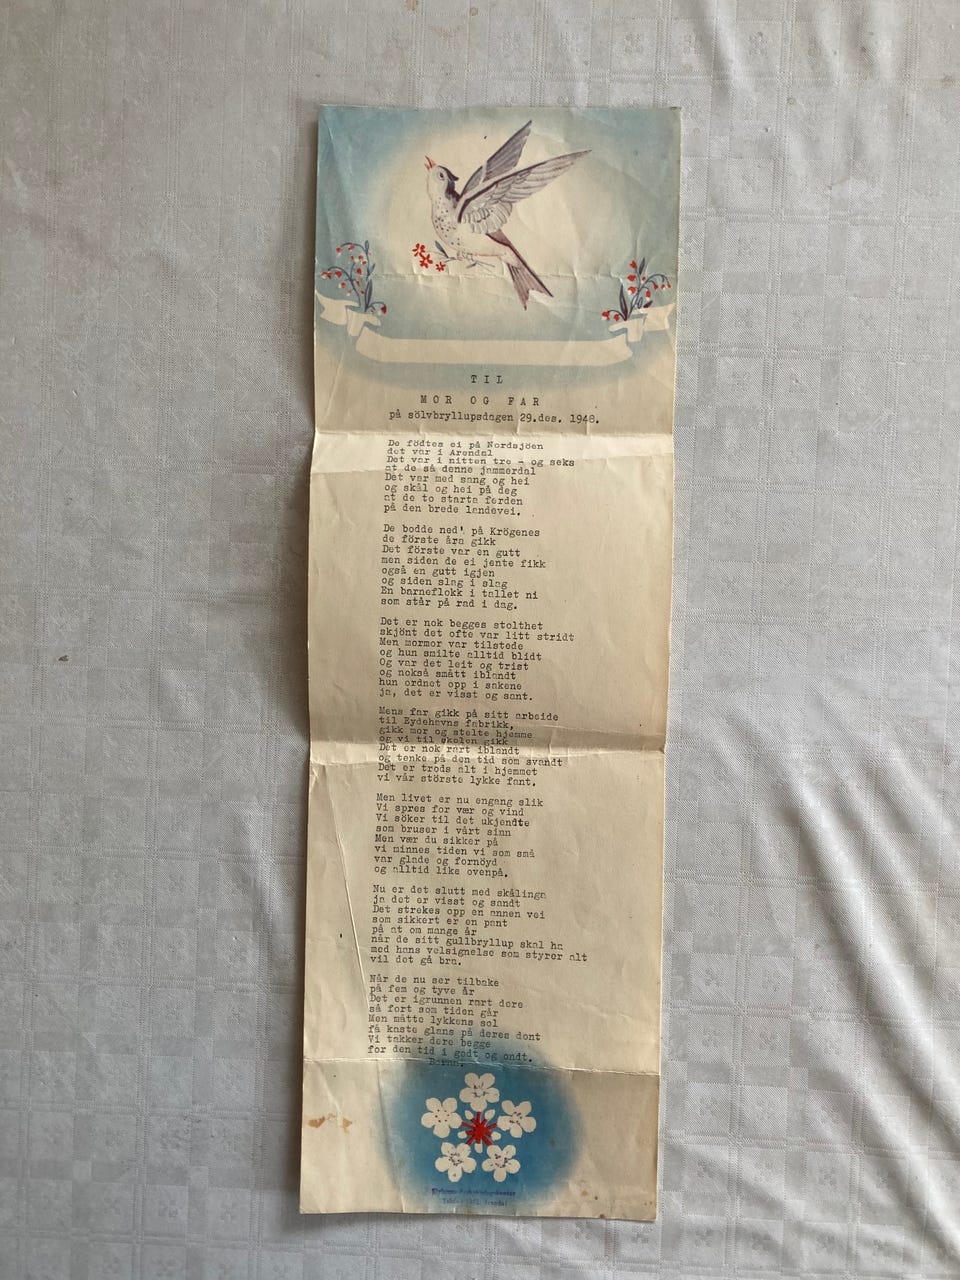 TIL
MOR OG FAR
på sölvbryllupsdagen 29.des. 1948.
De födtes ei på Nordsjöen
det var i Arendal
Det var i nitten tre - og seks
at de så denne jammerdal
Det var med sang og hei
og skål og hei på deg
at de to starta ferden
på den brede landevei.
De bodde ned' på Krögenes
de förste åra gikk
Det förste var en gutt
men siden de ei jente fikk
også en gutt igjen
og siden slag i slag
En barneflokk i tallet ni
som står på rad i dag.
Det er nok begges stolthet
skjönt det ofte var litt stridt
Men mormor var tilstede
og hun smilte alltid blidt
Og var det leit og trist
og nokså smått iblandt
hun ordnet opp i sakene
ja, det er visst og sant.
Mens far gikk på sitt arbeide
til Eydehavns fabrikk,
gikk mor og stelte hjemme
og vi til skolen gikk
Det er nok rart iblandt
og tenke på den tid som svandt
Det er trods alt i hjemmet
vi vår störste lykke fant.
Men livet er nu engang slik
Vi spres for vær og vind
Vi söker til det ukjendte
som bruser i vårt sinn
Men vær du sikker på
vi minnes tiden vi som små
var glade og fornöyd
og alltid like ovenpå.
Nu er det slutt med skålinga
ja det er visst og sandt
Det strekes opp en annen vei
som sikkert er en pant
på at om mange år
når de sitt gullbryllup skal ha
med hans velsignelse som styrer alt
vil det gå bra.
Når de nu ser tilbake
på fem og tyve år
Det er igrunnen rart dere
så fort som tiden går
Men måtte lykkens sol
få kaste glans på deres dont
Vi takker dere begge
for den tid i godt og ondt.
Barna.
Arendal